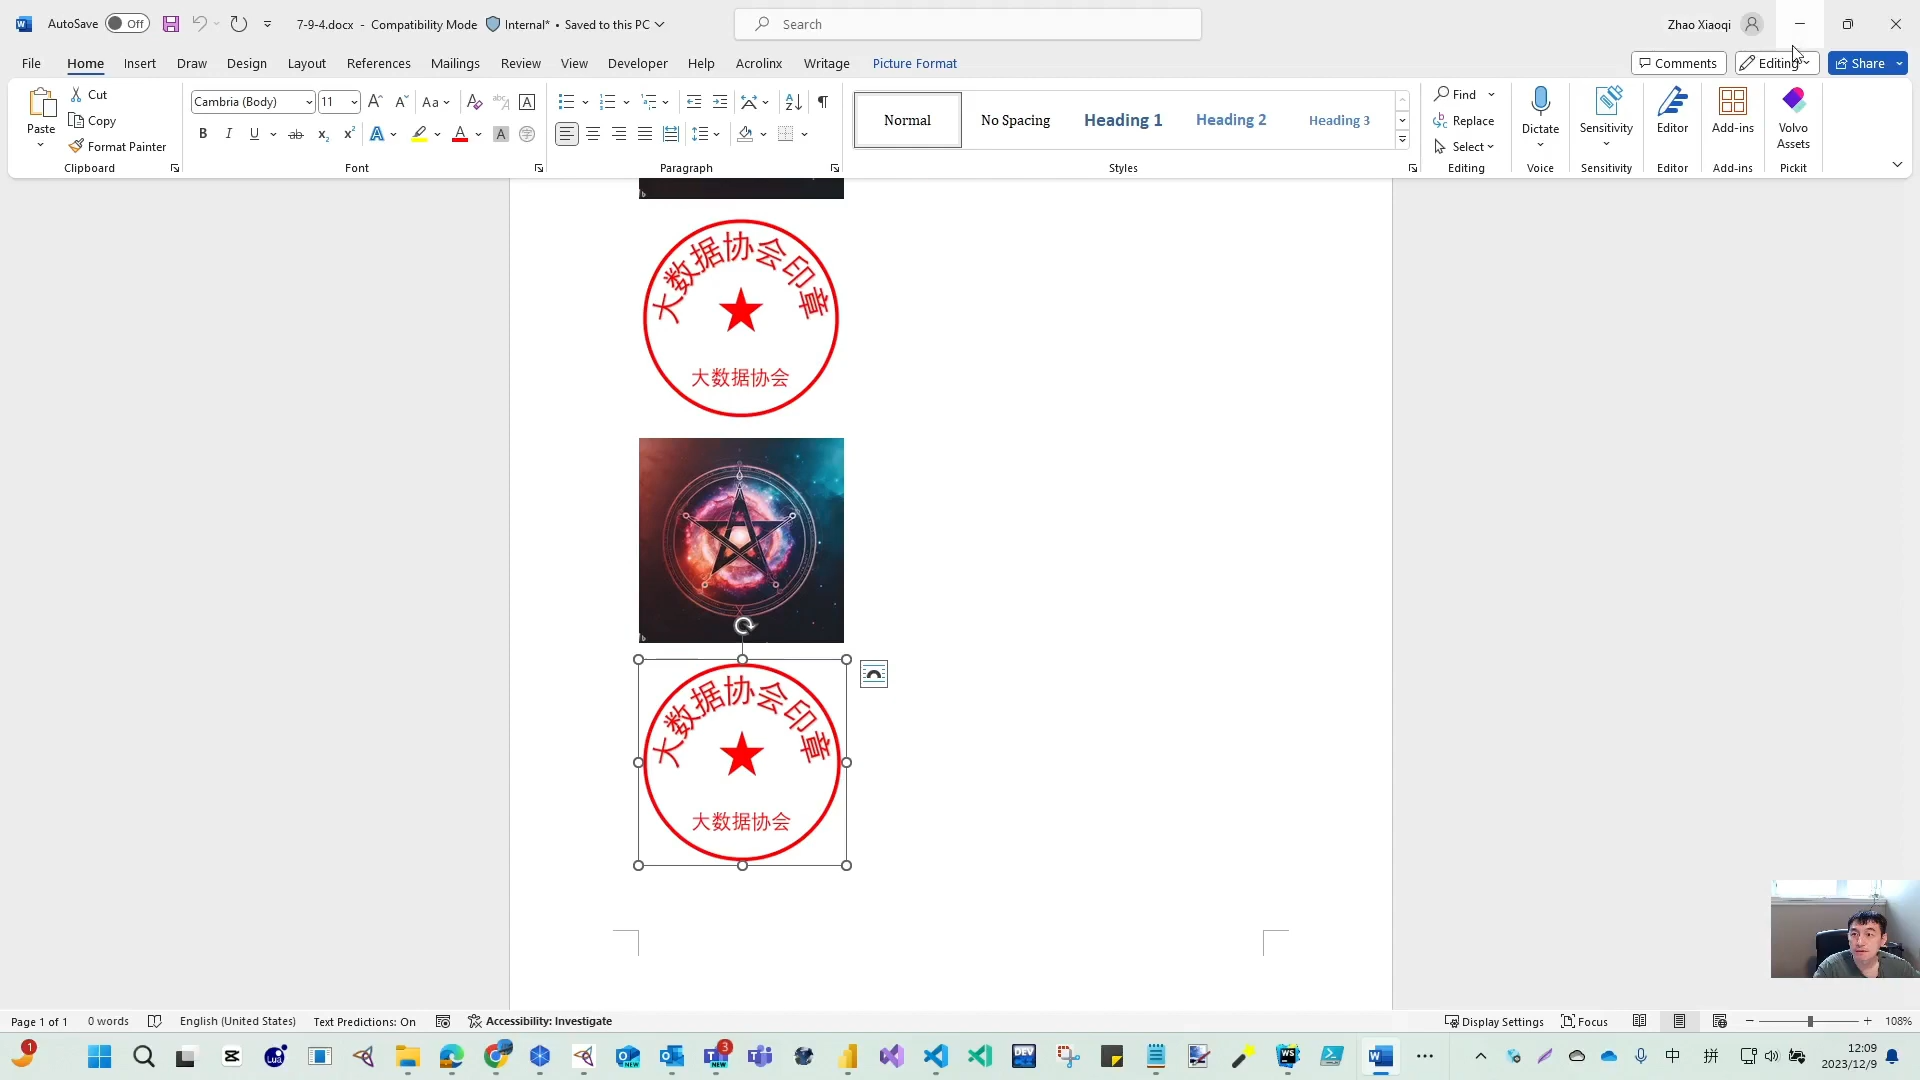 AutoSave Off 7-9-4.docx - Compatibility Mode Internal* • Saved to this PC Search Zhao Xiaoqi
File Home Insert Draw Design Layout References Mailings Review View Developer Help Acrolinx Writage Picture Format Comments Editing Share
Paste Cut Copy Format Painter Clipboard
Cambria (Body) 11 Font
Paragraph
Normal No Spacing Heading 1 Heading 2 Heading 3 Styles
Find Replace Select Editing
Dictate Voice
Sensitivity Sensitivity
Editor Editor
Add-ins Add-ins
Volvo Assets Pickit
大数据协会印章
大数据协会
大数据协会印章
大数据协会
Page 1 of 1 0 words English (United States) Text Predictions: On Accessibility: Investigate Display Settings Focus 108%
1 3 中 拼 12:09
2023/12/9